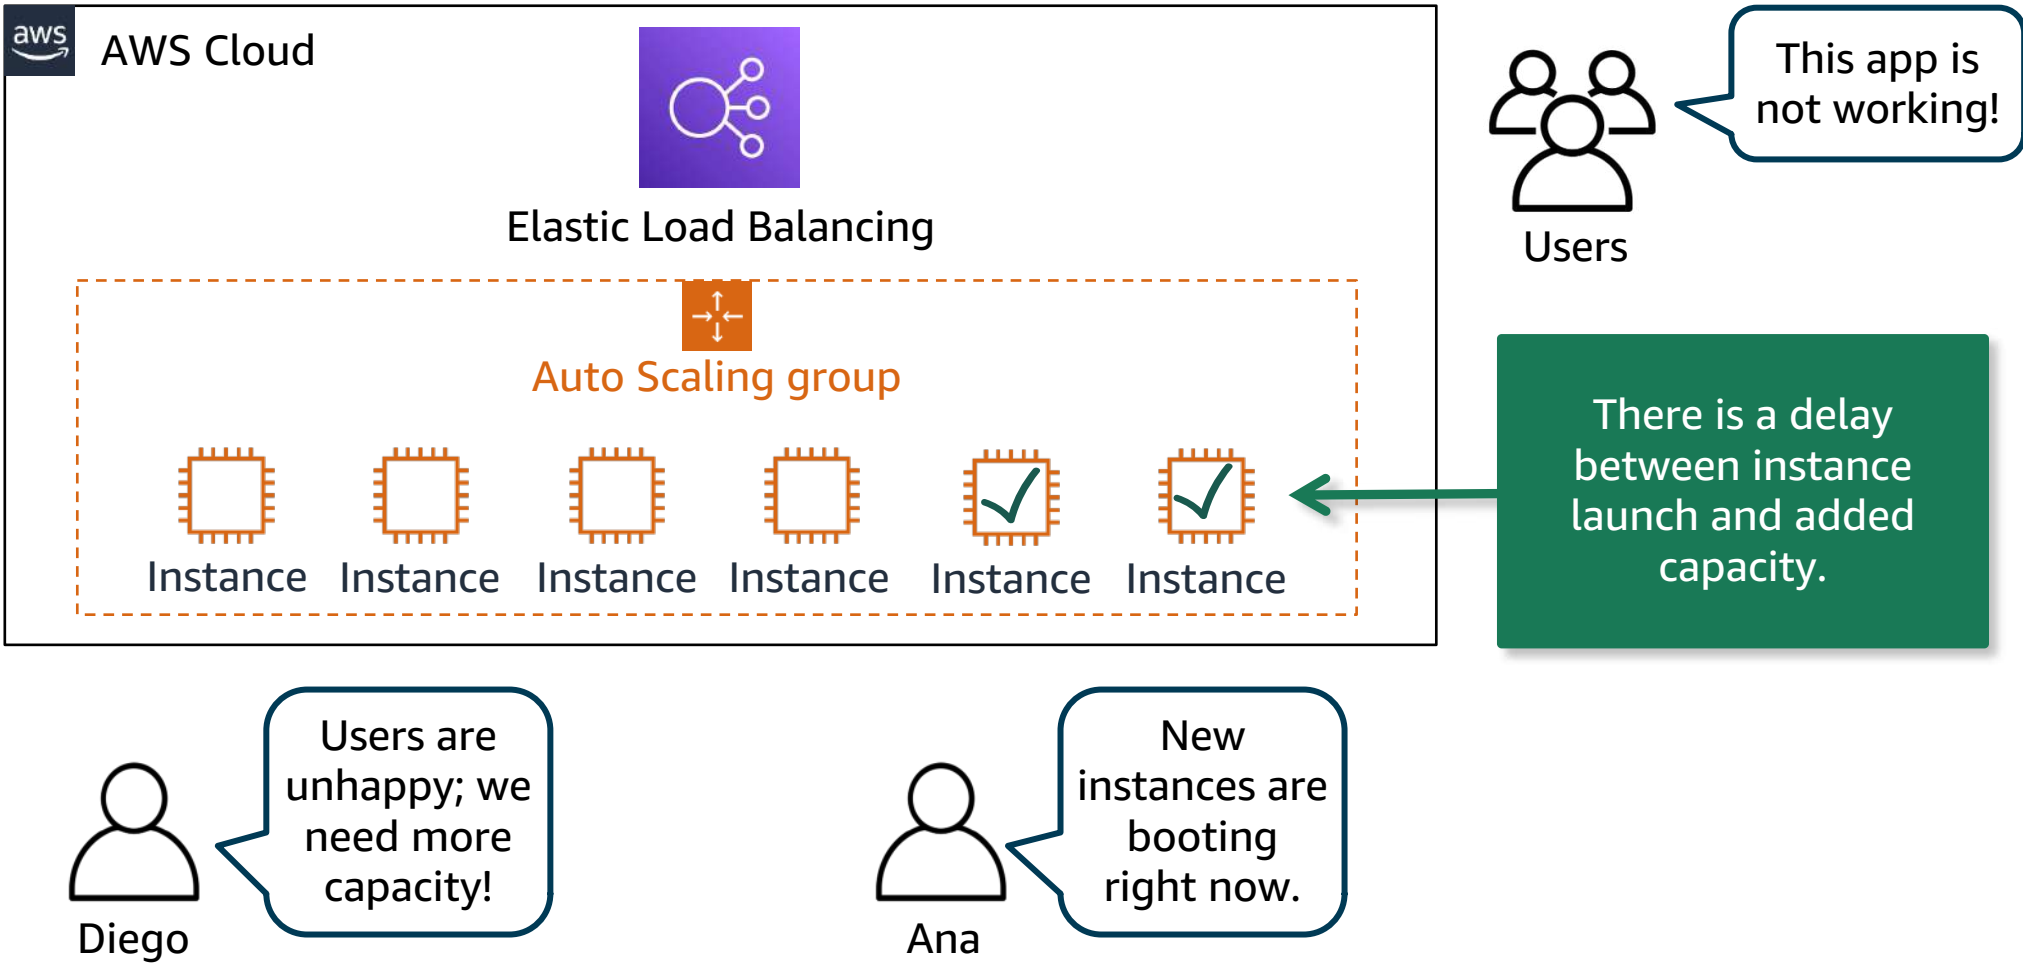 aws
AWS Cloud
Elastic Load Balancing
Auto Scaling group
Instance
Instance
Instance
Instance
Instance
Instance
This app is
not working!
Users
There is a delay
between instance
launch and added
capacity.
Users are
unhappy; we
need more
capacity!
Diego
New
instances are
booting
right now.
Ana